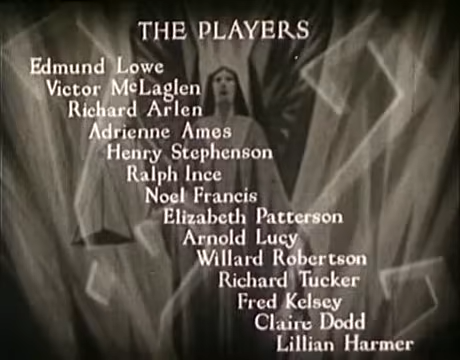 THE PLAYERS
Edmund Lowe
Victor McLaglen
Richard Arlen
Adrienne Ames
Henry Stephenson
Ralph Ince
Noel Francis
Elizabeth Patterson
Arnold Lucy
Willard Robertson
Richard Tucker
Fred Kelsey
Claire Dodd
Lillian Harmer